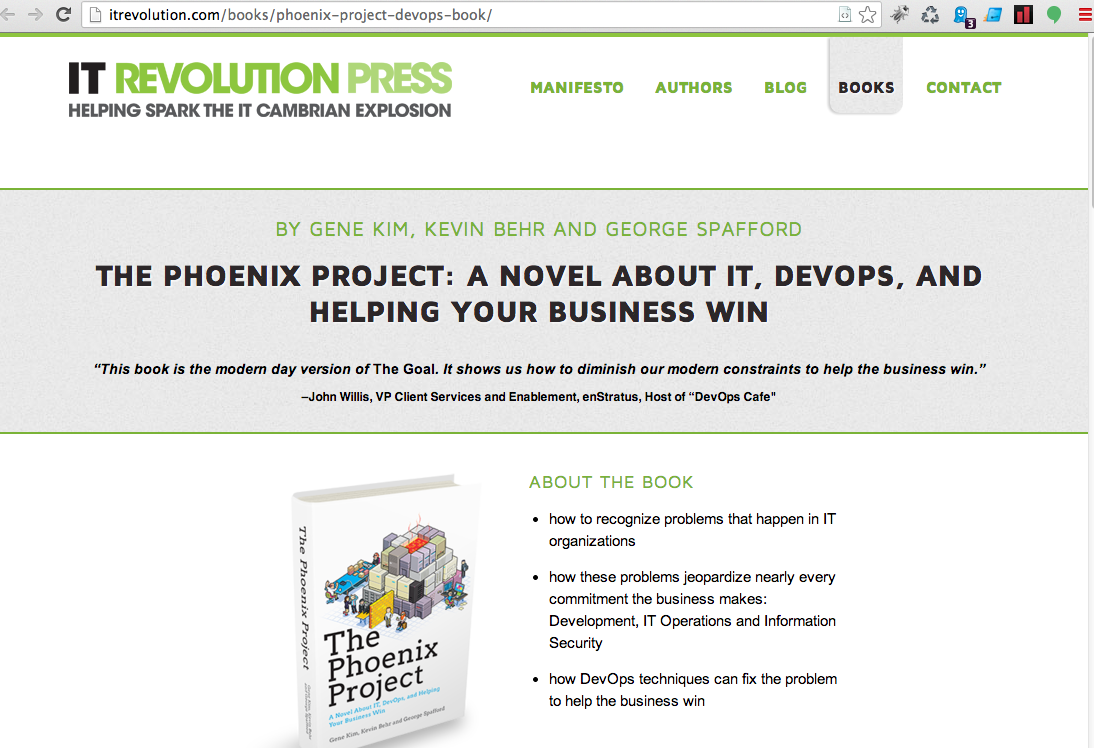 itrevolution.com/books/phoenix-project-devops-book/
3
IT REVOLUTION PRESS
HELPING SPARK THE IT CAMBRIAN EXPLOSION
MANIFESTO
AUTHORS
BLOG
BOOKS
CONTACT
BY GENE KIM, KEVIN BEHR AND GEORGE SPAFFORD
THE PHOENIX PROJECT: A NOVEL ABOUT IT, DEVOPS, AND
HELPING YOUR BUSINESS WIN
“This book is the modern day version of The Goal. It shows us how to diminish our modern constraints to help the business win.”
–John Willis, VP Client Services and Enablement, enStratus, Host of “DevOps Cafe"
The Phoenix Project
The
Phoenix
Project
A Novel About IT, DevOps, and Helping
Your Business Win
Gene Kim, Kevin Behr and George Spafford
ABOUT THE BOOK
• how to recognize problems that happen in IT
organizations
• how these problems jeopardize nearly every
commitment the business makes:
Development, IT Operations and Information
Security
• how DevOps techniques can fix the problem
to help the business win